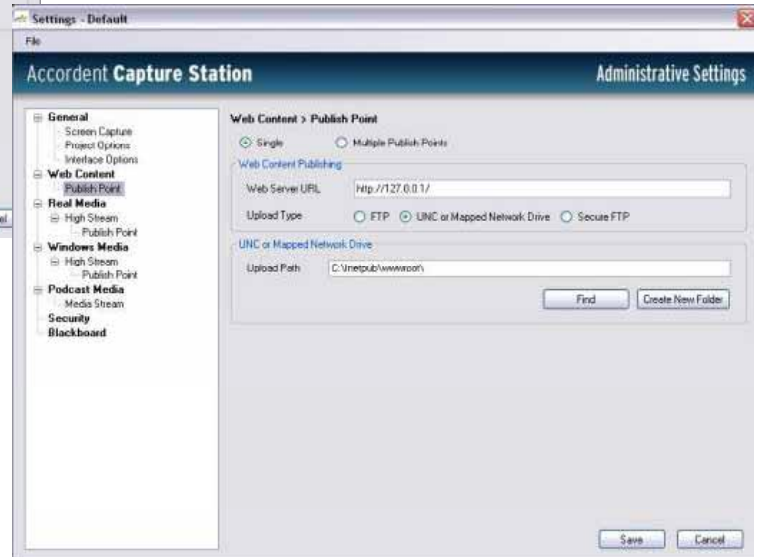 Settings - Default
File
Accordent Capture Station
Administrative Settings
General
Screen Capture
Project Options
Interface Options
Web Content
Publish Point
Real Media
High Stream
Publish Point
Windows Media
High Stream
Publish Point
Podcast Media
Media Stream
Security
Blackboard
Web Content > Publish Point
Single Multiple Publish Points
Web Content Publishing
Web Server URL http://127.0.0.1/
Upload Type FTP UNC or Mapped Network Drive Secure FTP
UNC or Mapped Network Drive
Upload Path C:\Inetpub\wwwroot\
Find Create New Folder
Save Cancel